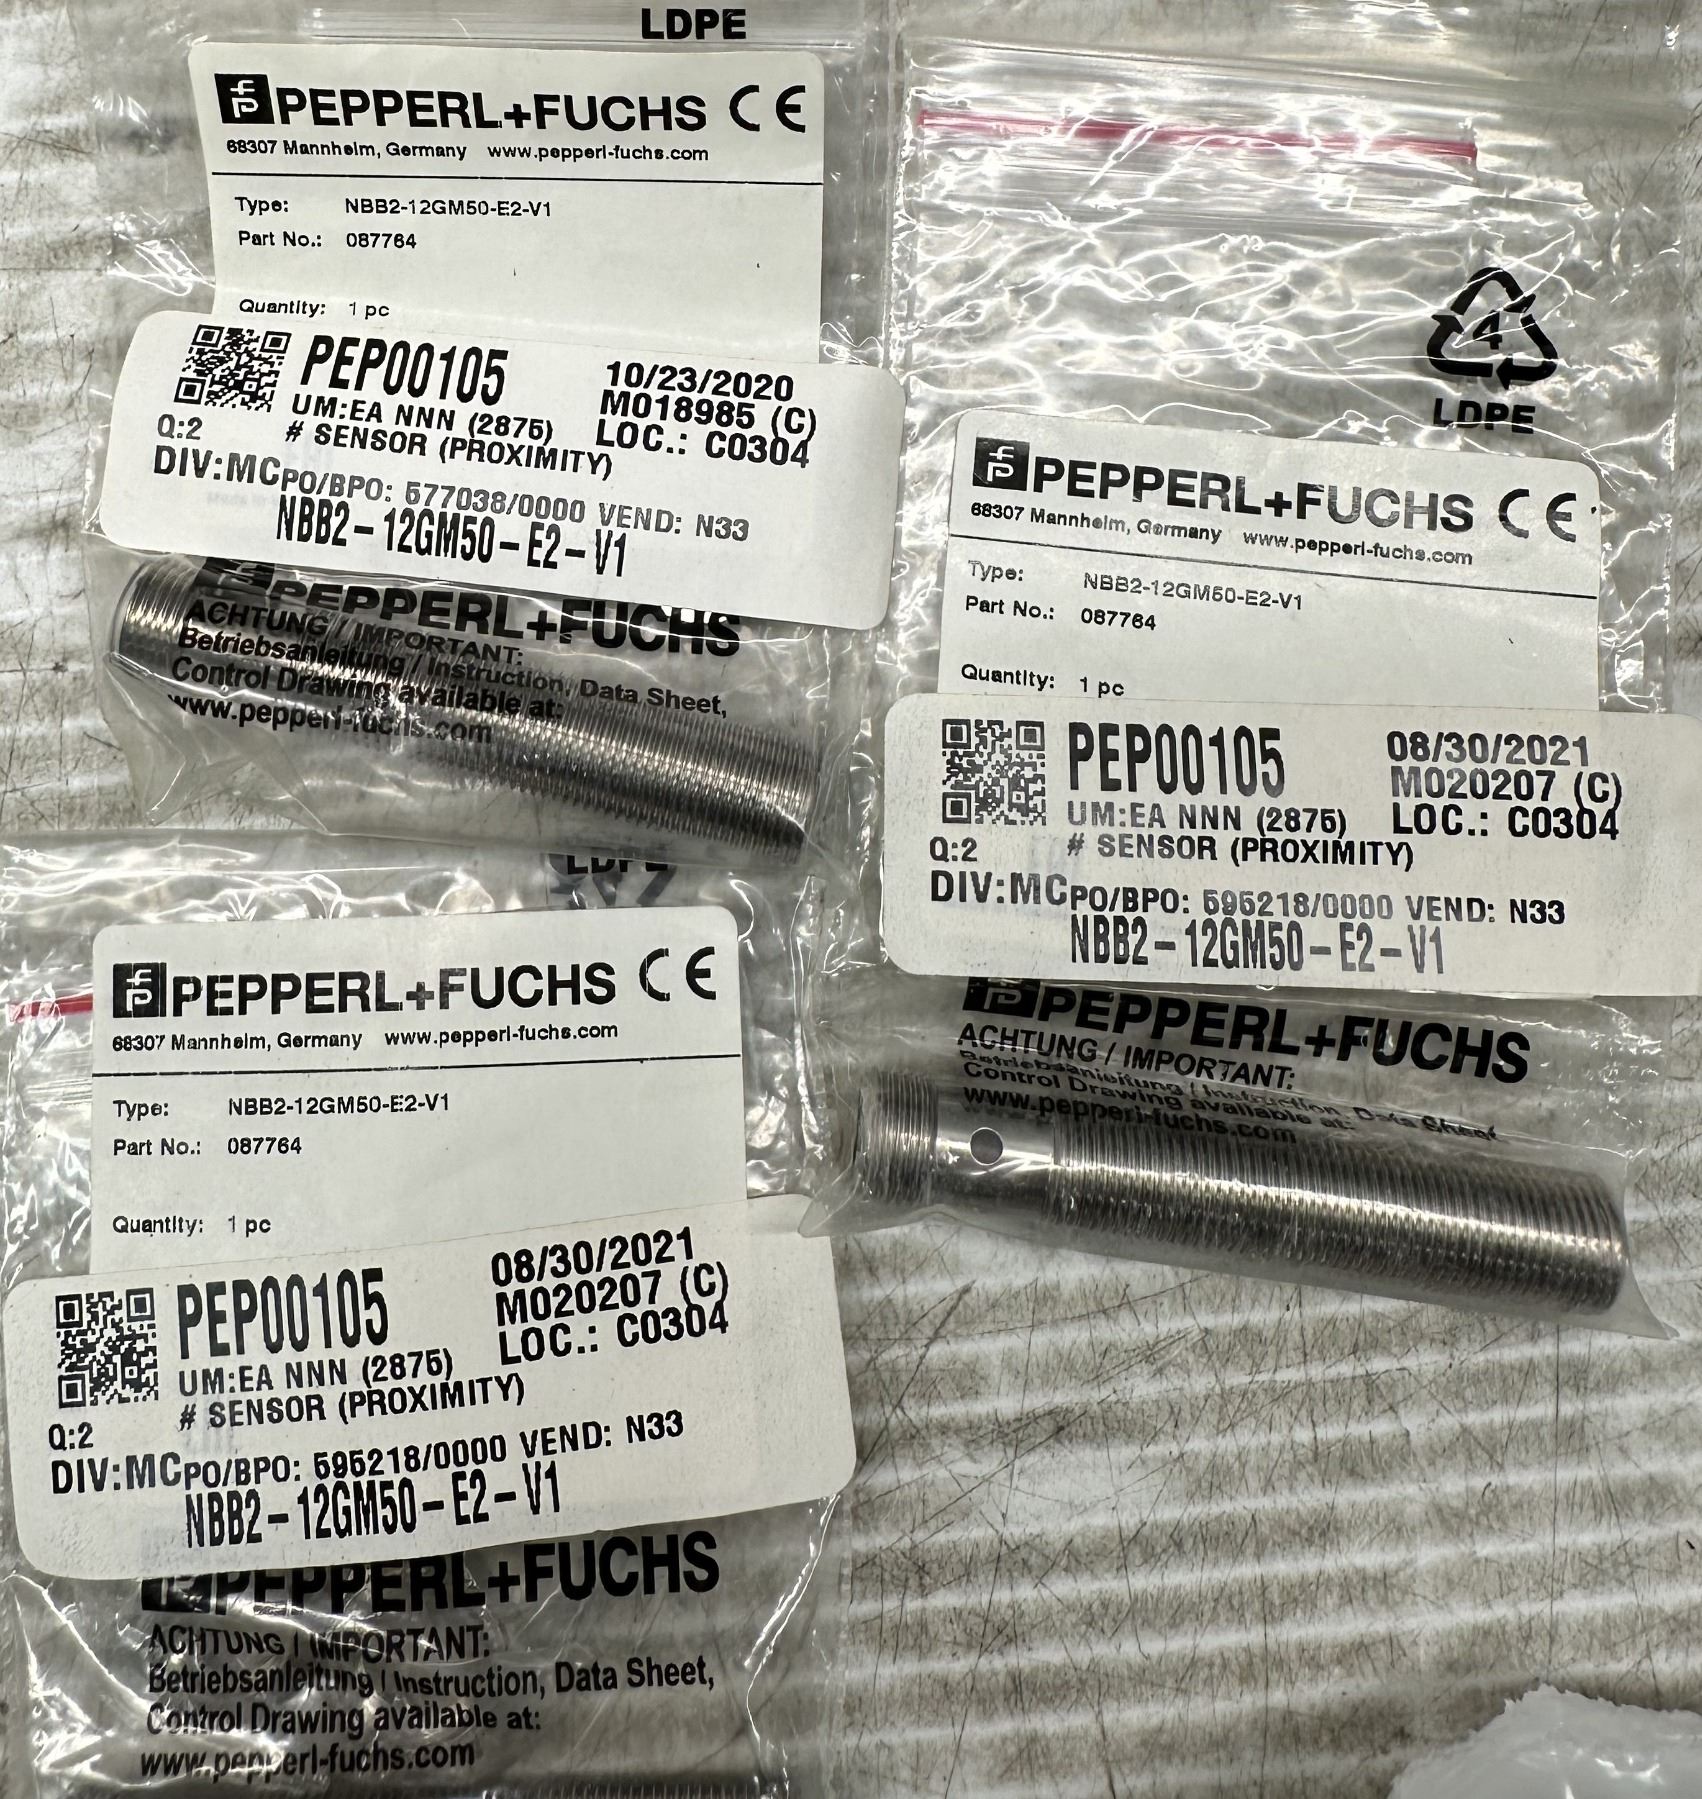 LDPE
PEPPERL+FUCHS CE
68307 Mannheim, Germany www.pepperl-fuchs.com
Type: NBB2-12GM50-E2-V1
Part No.: 087764
Quantity: 1 pc
PEP00105
10/23/2020
M018985 (C)
UM:EA NNN (2875)
LOC.: C0304
Q:2
# SENSOR (PROXIMITY)
DIV:MC
PO/BPO: 577038/0000 VEND: N33
NBB2-12GM50-E2-V1
PEPPERL+FUCHS
ACHTUNG / IMPORTANT:
Betriebsanleitung / Instruction, Data Sheet,
Control Drawing available at:
www.pepperl-fuchs.com
4
LDPE
PEPPERL+FUCHS CE
68307 Mannheim, Germany www.pepperl-fuchs.com
Type: NBB2-12GM50-E2-V1
Part No.: 087764
Quantity: 1 pc
PEP00105
08/30/2021
M020207 (C)
UM:EA NNN (2875)
LOC.: C0304
Q:2
# SENSOR (PROXIMITY)
DIV:MC
PO/BPO: 595218/0000 VEND: N33
NBB2-12GM50-E2-V1
PEPPERL+FUCHS
ACHTUNG / IMPORTANT:
Betriebsanleitung / Instruction, Data Sheet
Control Drawing available at:
www.pepperl-fuchs.com
LDPE
PEPPERL+FUCHS CE
68307 Mannheim, Germany www.pepperl-fuchs.com
Type: NBB2-12GM50-E2-V1
Part No.: 087764
Quantity: 1 pc
PEP00105
08/30/2021
M020207 (C)
LOC.: C0304
UM:EA NNN (2875)
# SENSOR (PROXIMITY)
Q:2
DIV:MC
PO/BPO: 595218/0000 VEND: N33
NBB2-12GM50-E2-V1
PEPPERL+FUCHS
ACHTUNG / IMPORTANT:
Betriebsanleitung / Instruction, Data Sheet,
Control Drawing available at:
www.pepperl-fuchs.com